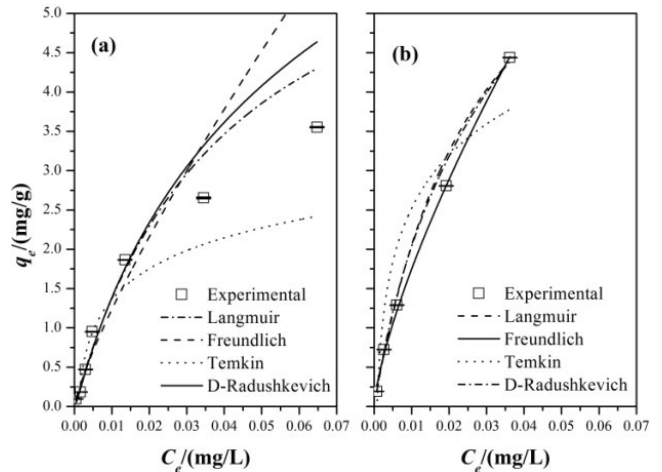 (a)
(b)
5.0
4.5
4.0
3.5
3.0
2.5
2.0
1.5
1.0
0.5
0.0
qe/(mg/g)
Experimental
Langmuir
Freundlich
Temkin
D-Radushkevich
Experimental
Langmuir
Freundlich
Temkin
D-Radushkevich
0.00 0.01 0.02 0.03 0.04 0.05 0.06 0.07
0.00 0.01 0.02 0.03 0.04 0.05 0.06 0.07
Ce/(mg/L)
Ce/(mg/L)